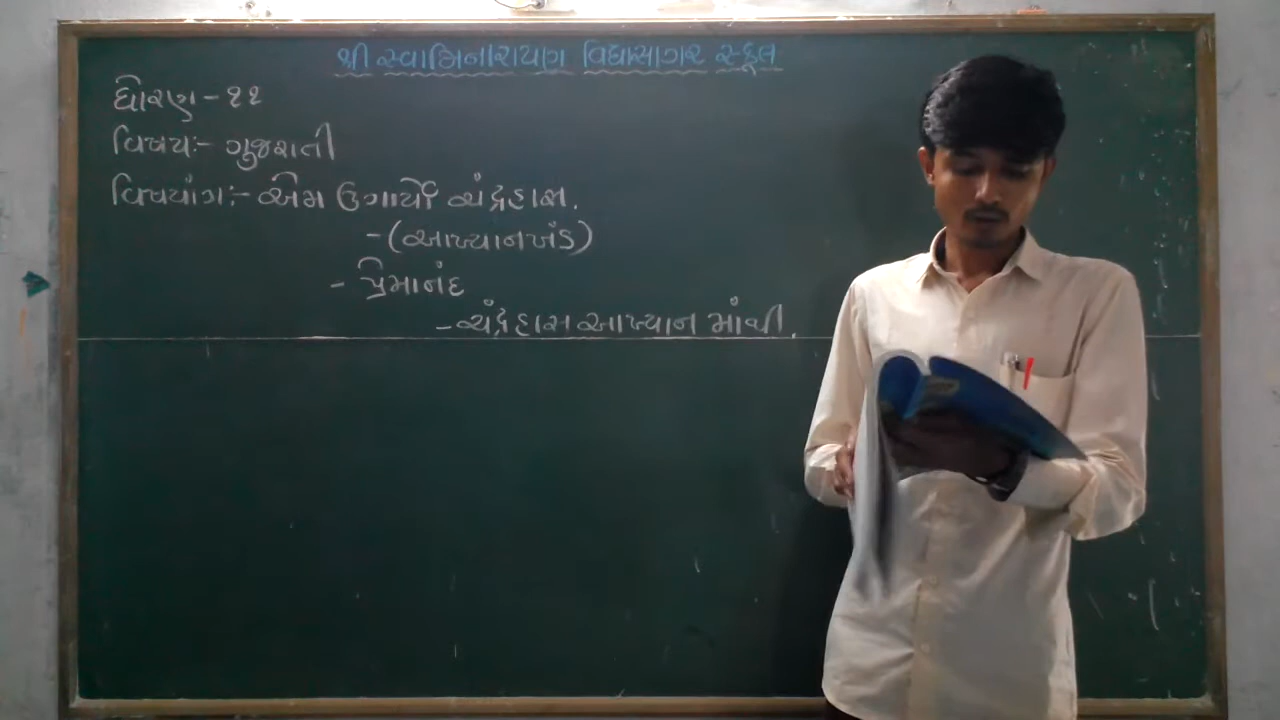 શ્રી સ્વામિનારાયણ વિદ્યાસાગર સ્કૂલ
ધોરણ - ૧૧
વિષય:- ગુજરાતી
વિષયાંગ:- એમ ઉગાર્યો ચંદ્રહાસ.
- (આખ્યાનખંડ)
- પ્રેમાનંદ
- ચંદ્રહાસ આખ્યાન માંથી.